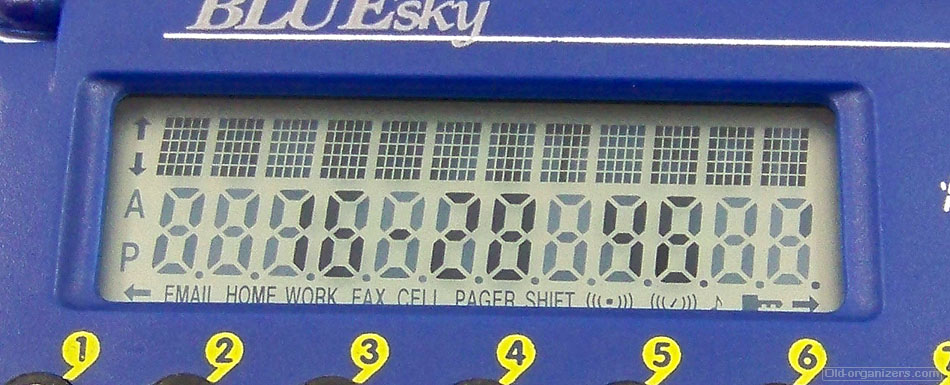 BLUEsky
A
P
EMAIL HOME WORK FAX CELL PAGER SHIFT
1 2 3 4 5 6
Old-organizers.com